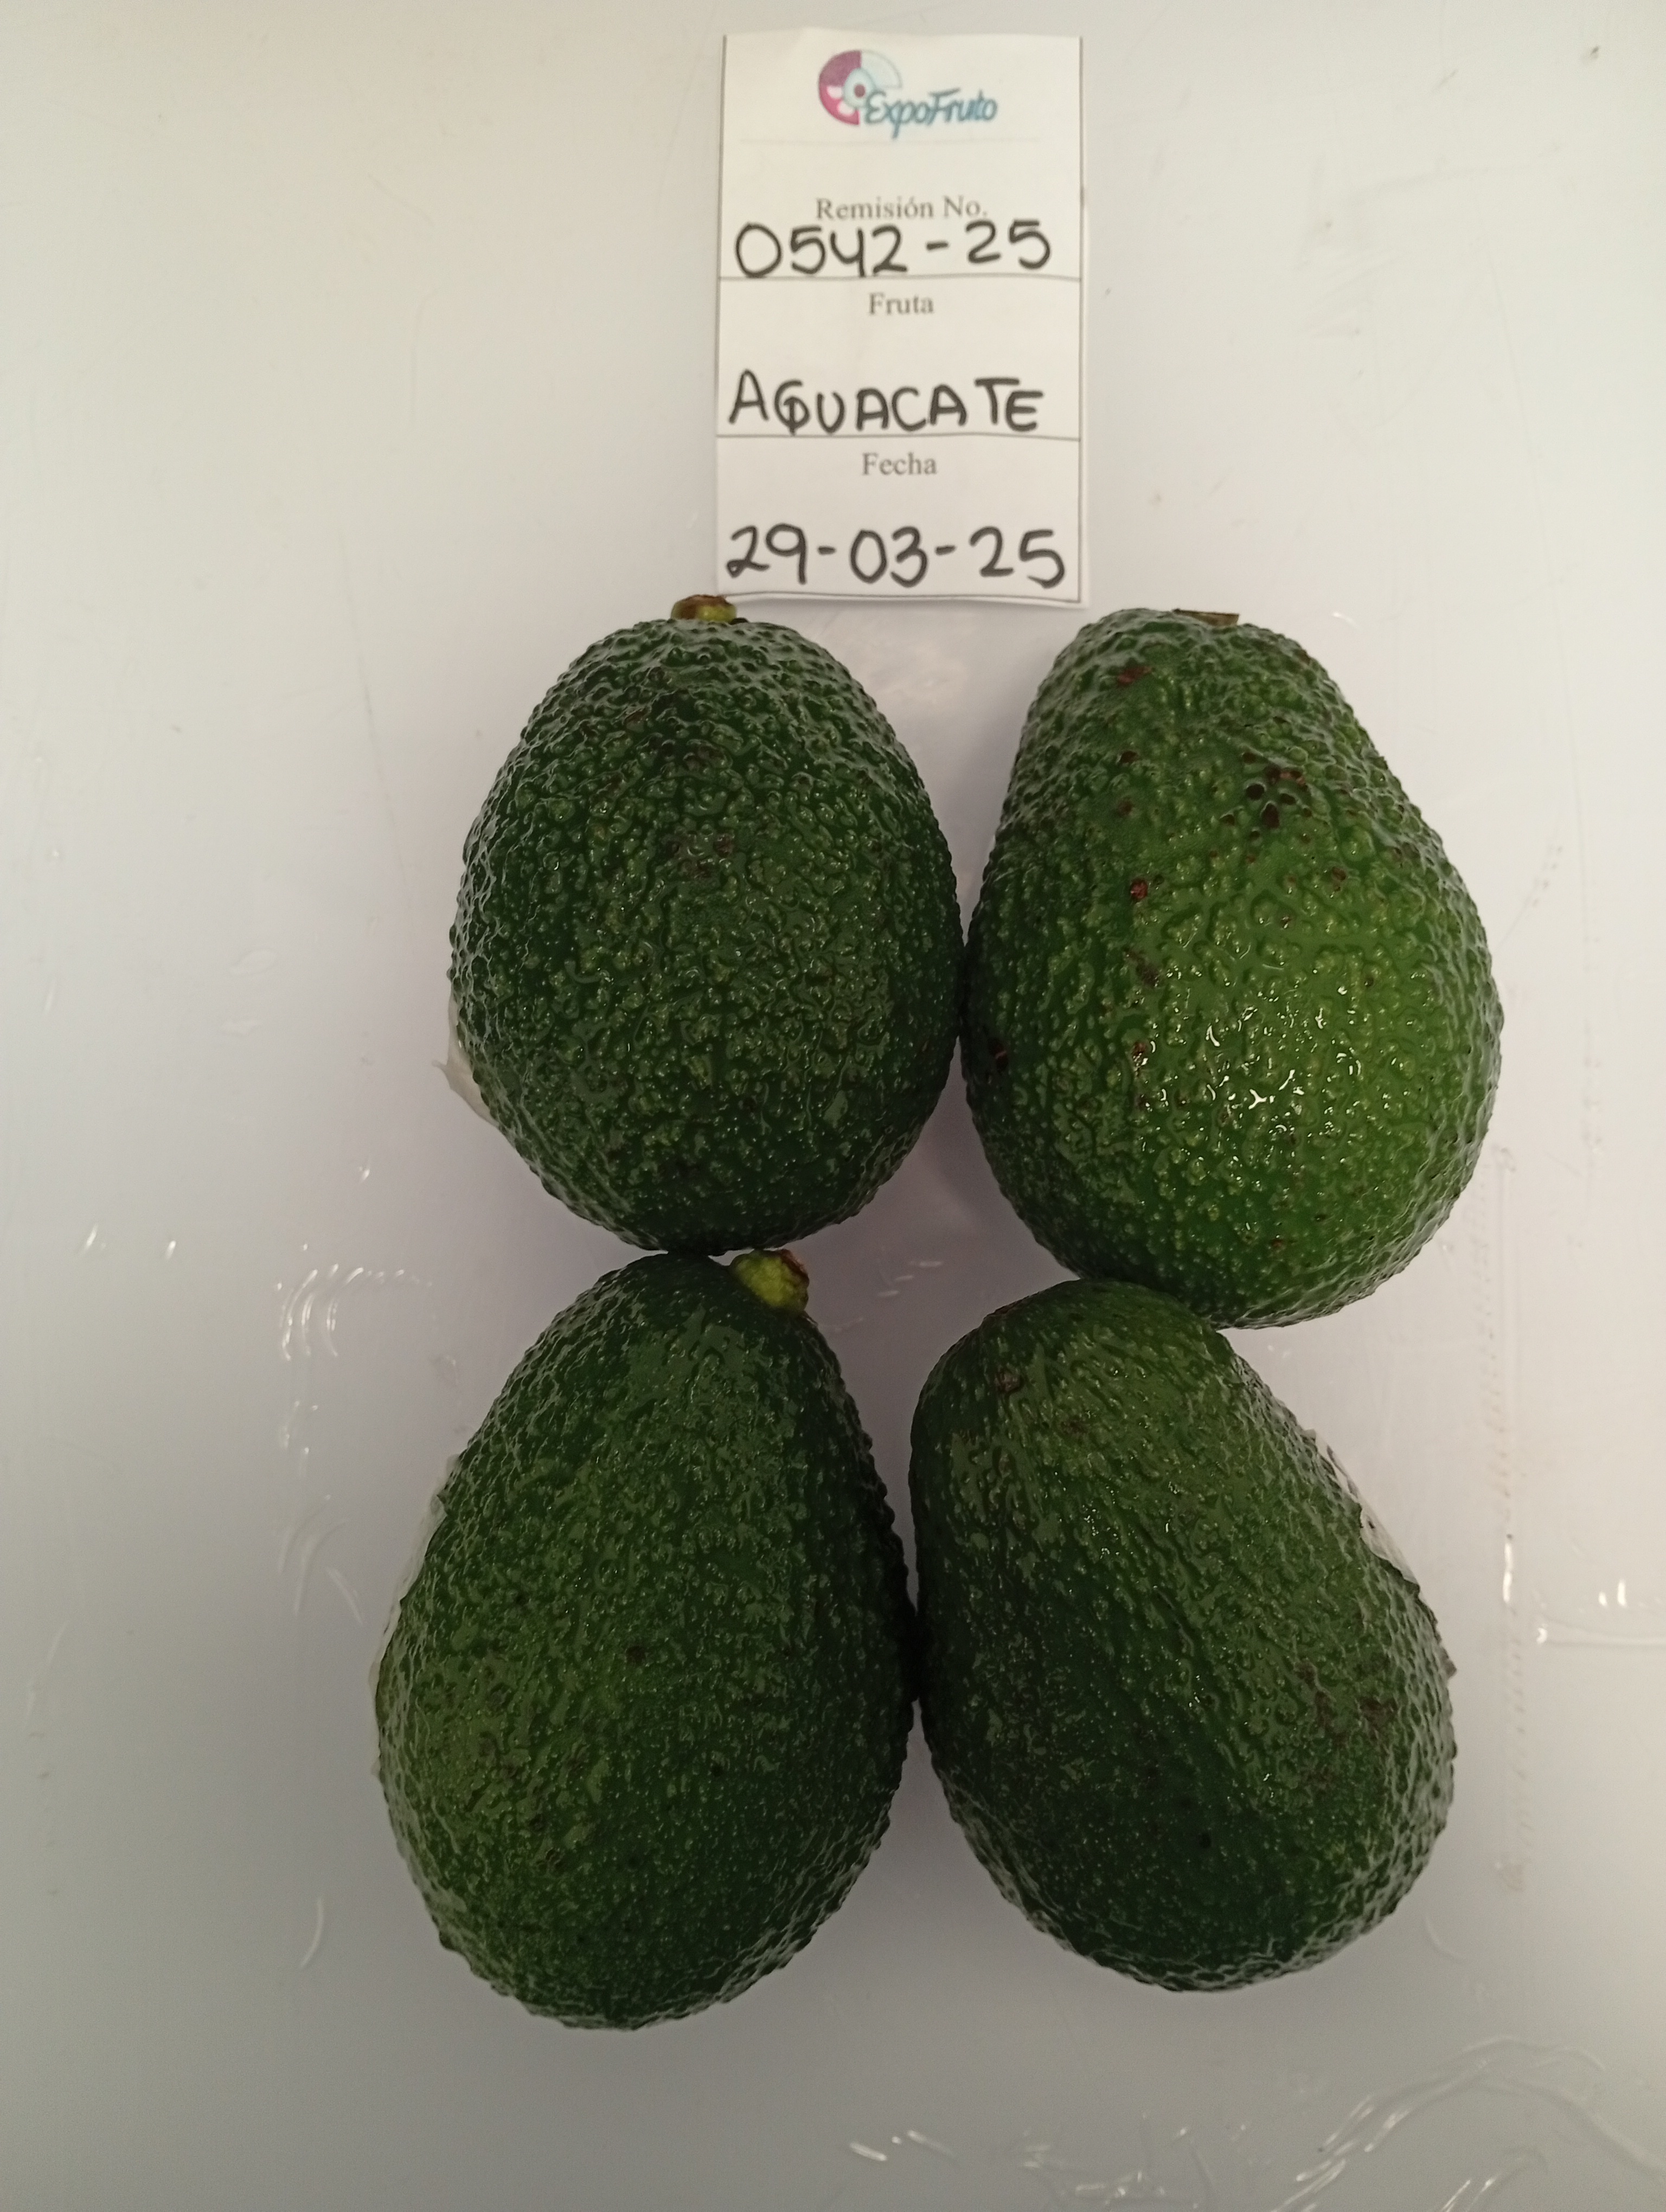 ExpoFruto
Remisión No.
0542-25
Fruta
AGUACATE
Fecha
29-03-25